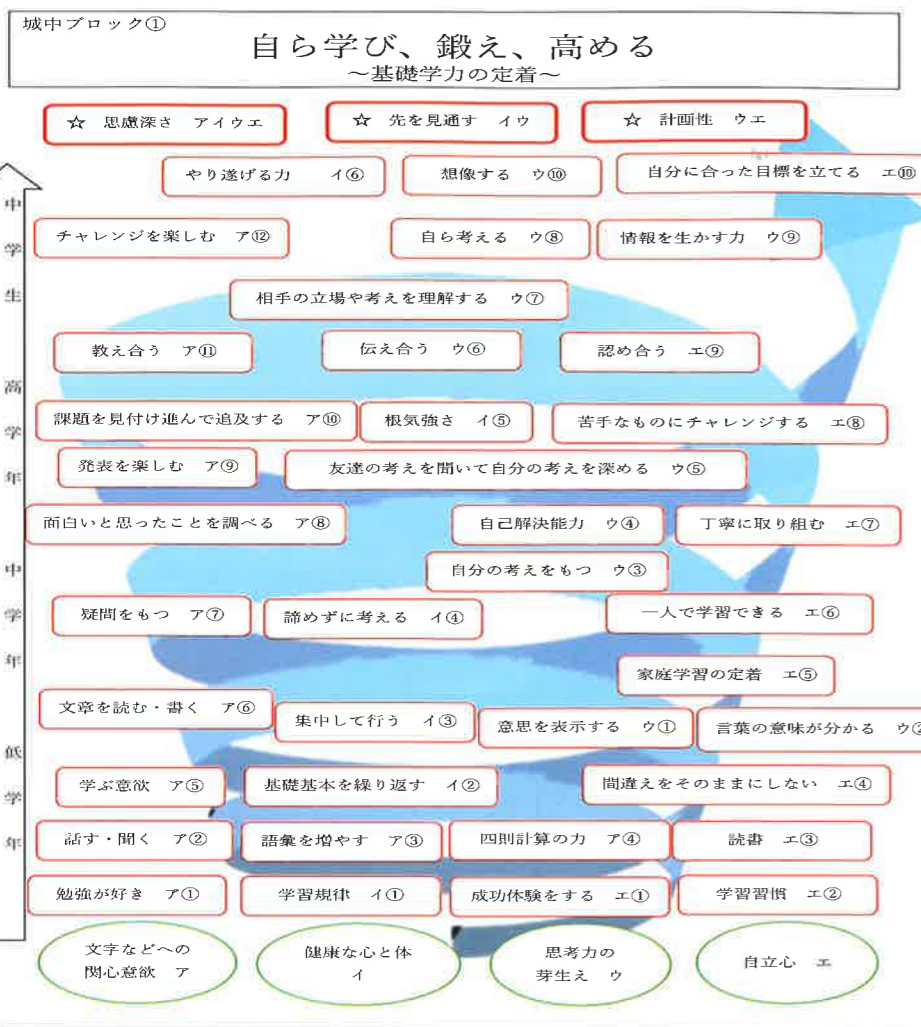 城中ブロック①
自ら学び、鍛え、高める
～基礎学力の定着～
☆ 思慮深さ アイウエ
☆ 先を見通す イウ
☆ 計画性 ウエ
やり遂げる力 イ⑥
想像する ウ⑩
自分に合った目標を立てる エ⑩
チャレンジを楽しむ ア⑫
自ら考える ウ⑧
情報を生かす力 ウ⑨
相手の立場や考えを理解する ウ⑦
教え合う ア⑪
伝え合う ウ⑥
認め合う エ⑨
課題を見付け進んで追及する ア⑩
根気強さ イ⑤
苦手なものにチャレンジする エ⑧
発表を楽しむ ア⑨
友達の考えを聞いて自分の考えを深める ウ⑤
面白いと思ったことを調べる ア⑧
自己解決能力 ウ④
丁寧に取り組む エ⑦
自分の考えをもつ ウ③
疑問をもつ ア⑦
諦めずに考える イ④
一人で学習できる エ⑥
家庭学習の定着 エ⑤
文章を読む・書く ア⑥
集中して行う イ③
意思を表示する ウ①
言葉の意味が分かる ウ②
学ぶ意欲 ア⑤
基礎基本を繰り返す イ②
間違えをそのままにしない エ④
話す・聞く ア②
語彙を増やす ア③
四則計算の力 ア④
読書 エ③
勉強が好き ア①
学習規律 イ①
成功体験をする エ①
学習習慣 エ②
文字などへの
関心意欲 ア
健康な心と体
イ
思考力の
芽生え ウ
自立心 エ
中学生
高学年
中学年
低学年